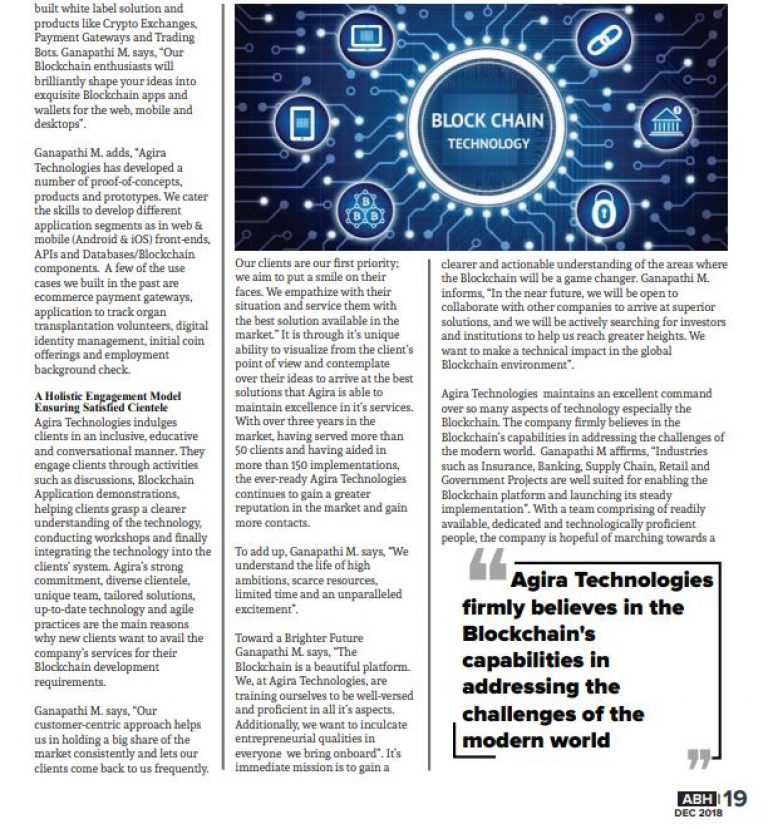 built white label solution and
products like Crypto Exchanges,
Payment Gateways and Trading
Bots. Ganapathi M. says, “Our
Blockchain enthusiasts will
brilliantly shape your ideas into
exquisite Blockchain apps and
wallets for the web, mobile and
desktops”.
Ganapathi M. adds, “Agira
Technologies has developed a
number of proof-of-concepts,
products and prototypes. We cater
the skills to develop different
application segments as in web &
mobile (Android & iOS) front-ends,
APIs and Databases/Blockchain
components. A few of the use
cases we built in the past are
ecommerce payment gateways,
application to track organ
transplantation volunteers, digital
identity management, initial coin
offerings and employment
background check.
A Holistic Engagement Model
Ensuring Satisfied Cientele
Agira Technologies indulges
clients in an inclusive, educative
and conversational manner. They
engage clients through activities
such as discussions, Blockchain
Application demonstrations,
helping clients grasp a clearer
understanding of the technology,
conducting workshops and finally
integrating the technology into the
clients’ system. Agira’s strong
commitment, diverse clientele,
unique team, tailored solutions,
up-to-date technology and agile
practices are the main reasons
why new clients want to avail the
company’s services for their
Blockchain development
requirements.
Ganapathi M. says, “Our
customer-centric approach helps
us in holding a big share of the
market consistently and lets our
clients come back to us frequently.
BLOCK CHAIN
TECHNOLOGY
B
B B
Our clients are our first priority;
we aim to put a smile on their
faces. We empathize with their
situation and service them with
the best solution available in the
market.” It is through it’s unique
ability to visualize from the client’s
point of view and contemplate
over their ideas to arrive at the best
solutions that Agira is able to
maintain excellence in it’s services.
With over three years in the
market, having served more than
50 clients and having aided in
more than 150 implementations,
the ever-ready Agira Technologies
continues to gain a greater
reputation in the market and gain
more contacts.
To add up, Ganapathi M. says, “We
understand the life of high
ambitions, scarce resources,
limited time and an unparalleled
excitement”.
Toward a Brighter Future
Ganapathi M. says, “The
Blockchain is a beautiful platform.
We, at Agira Technologies, are
training ourselves to be well-versed
and proficient in all it’s aspects.
Additionally, we want to inculcate
entrepreneurial qualities in
everyone we bring onboard”. It’s
immediate mission is to gain a
clearer and actionable understanding of the areas where
the Blockchain will be a game changer. Ganapathi M.
informs, “In the near future, we will be open to
collaborate with other companies to arrive at superior
solutions, and we will be actively searching for investors
and institutions to help us reach greater heights. We
want to make a technical impact in the global
Blockchain environment”.
Agira Technologies maintains an excellent command
over so many aspects of technology especially the
Blockchain. The company firmly believes in the
Blockchain’s capabilities in addressing the challenges of
the modern world. Ganapathi M affirms, “Industries
such as Insurance, Banking, Supply Chain, Retail and
Government Projects are well suited for enabling the
Blockchain platform and launching its steady
implementation”. With a team comprising of readily
available, dedicated and technologically proficient
people, the company is hopeful of marching towards a
“Agira Technologies
firmly believes in the
Blockchain's
capabilities in
addressing the
challenges of the
modern world
”
ABH 19
DEC 2018